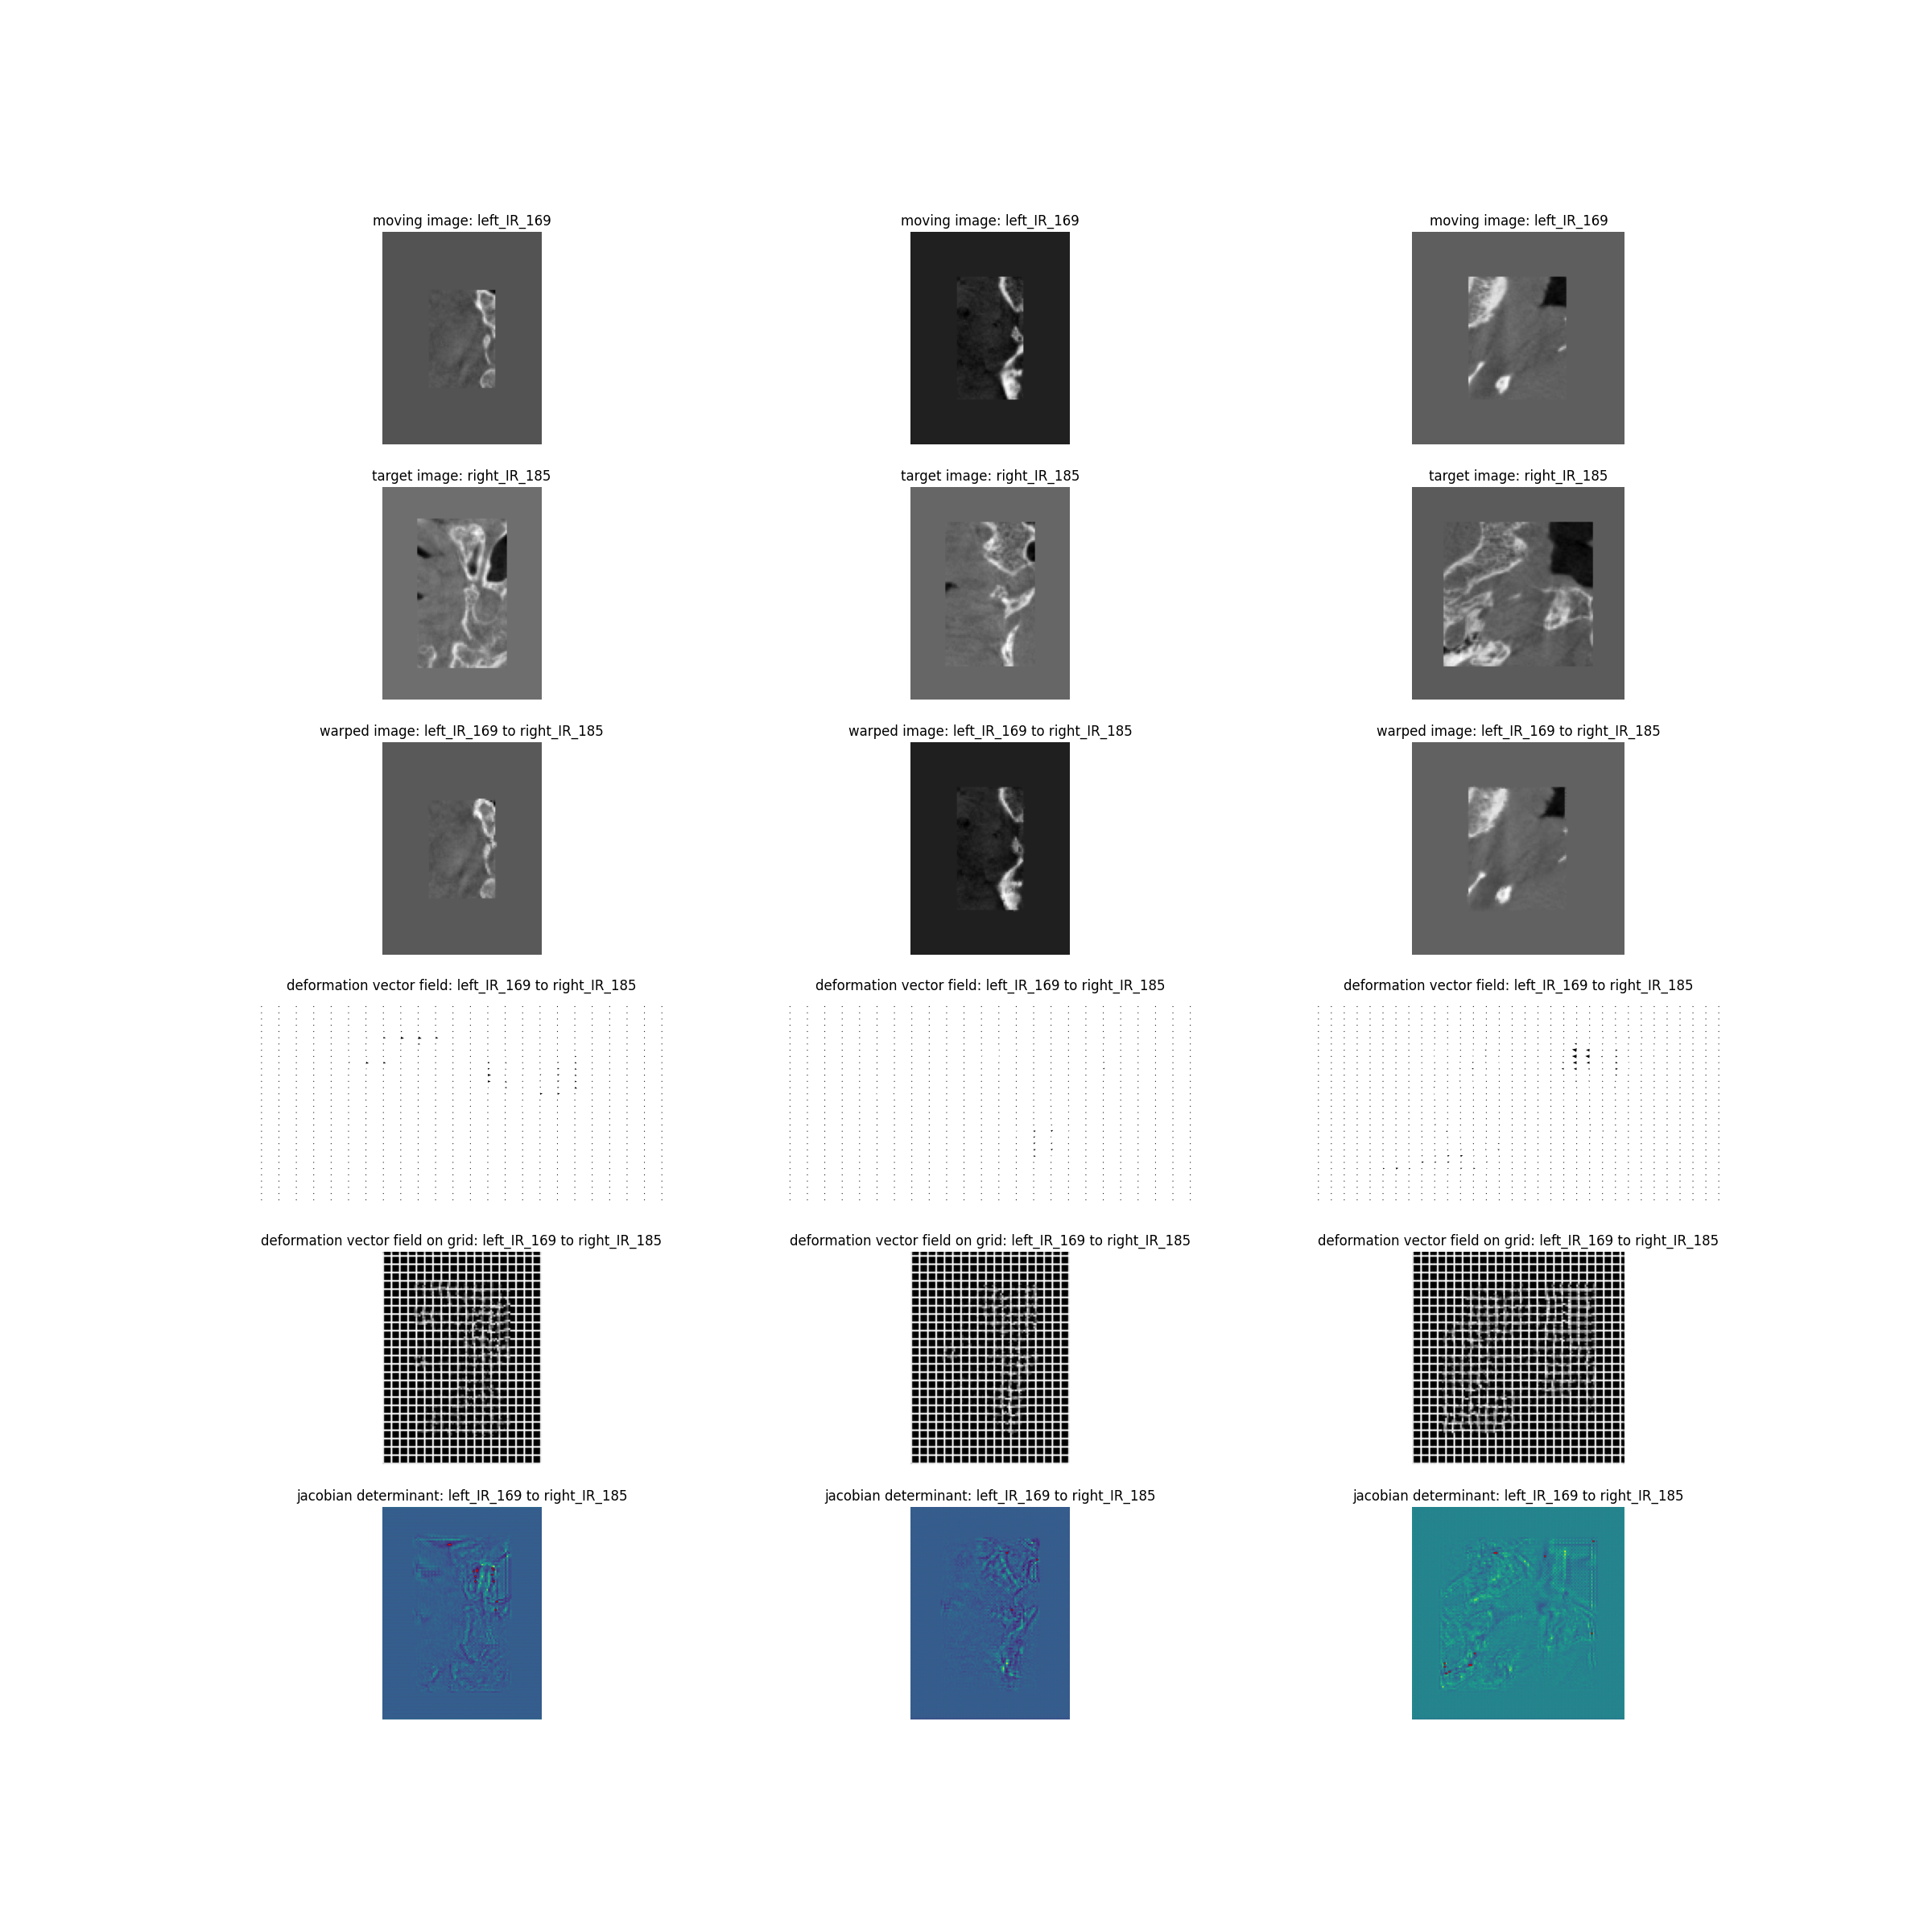 moving image: left_IR_169
moving image: left_IR_169
moving image: left_IR_169
target image: right_IR_185
target image: right_IR_185
target image: right_IR_185
warped image: left_IR_169 to right_IR_185
warped image: left_IR_169 to right_IR_185
warped image: left_IR_169 to right_IR_185
deformation vector field: left_IR_169 to right_IR_185
deformation vector field: left_IR_169 to right_IR_185
deformation vector field: left_IR_169 to right_IR_185
deformation vector field on grid: left_IR_169 to right_IR_185
deformation vector field on grid: left_IR_169 to right_IR_185
deformation vector field on grid: left_IR_169 to right_IR_185
jacobian determinant: left_IR_169 to right_IR_185
jacobian determinant: left_IR_169 to right_IR_185
jacobian determinant: left_IR_169 to right_IR_185